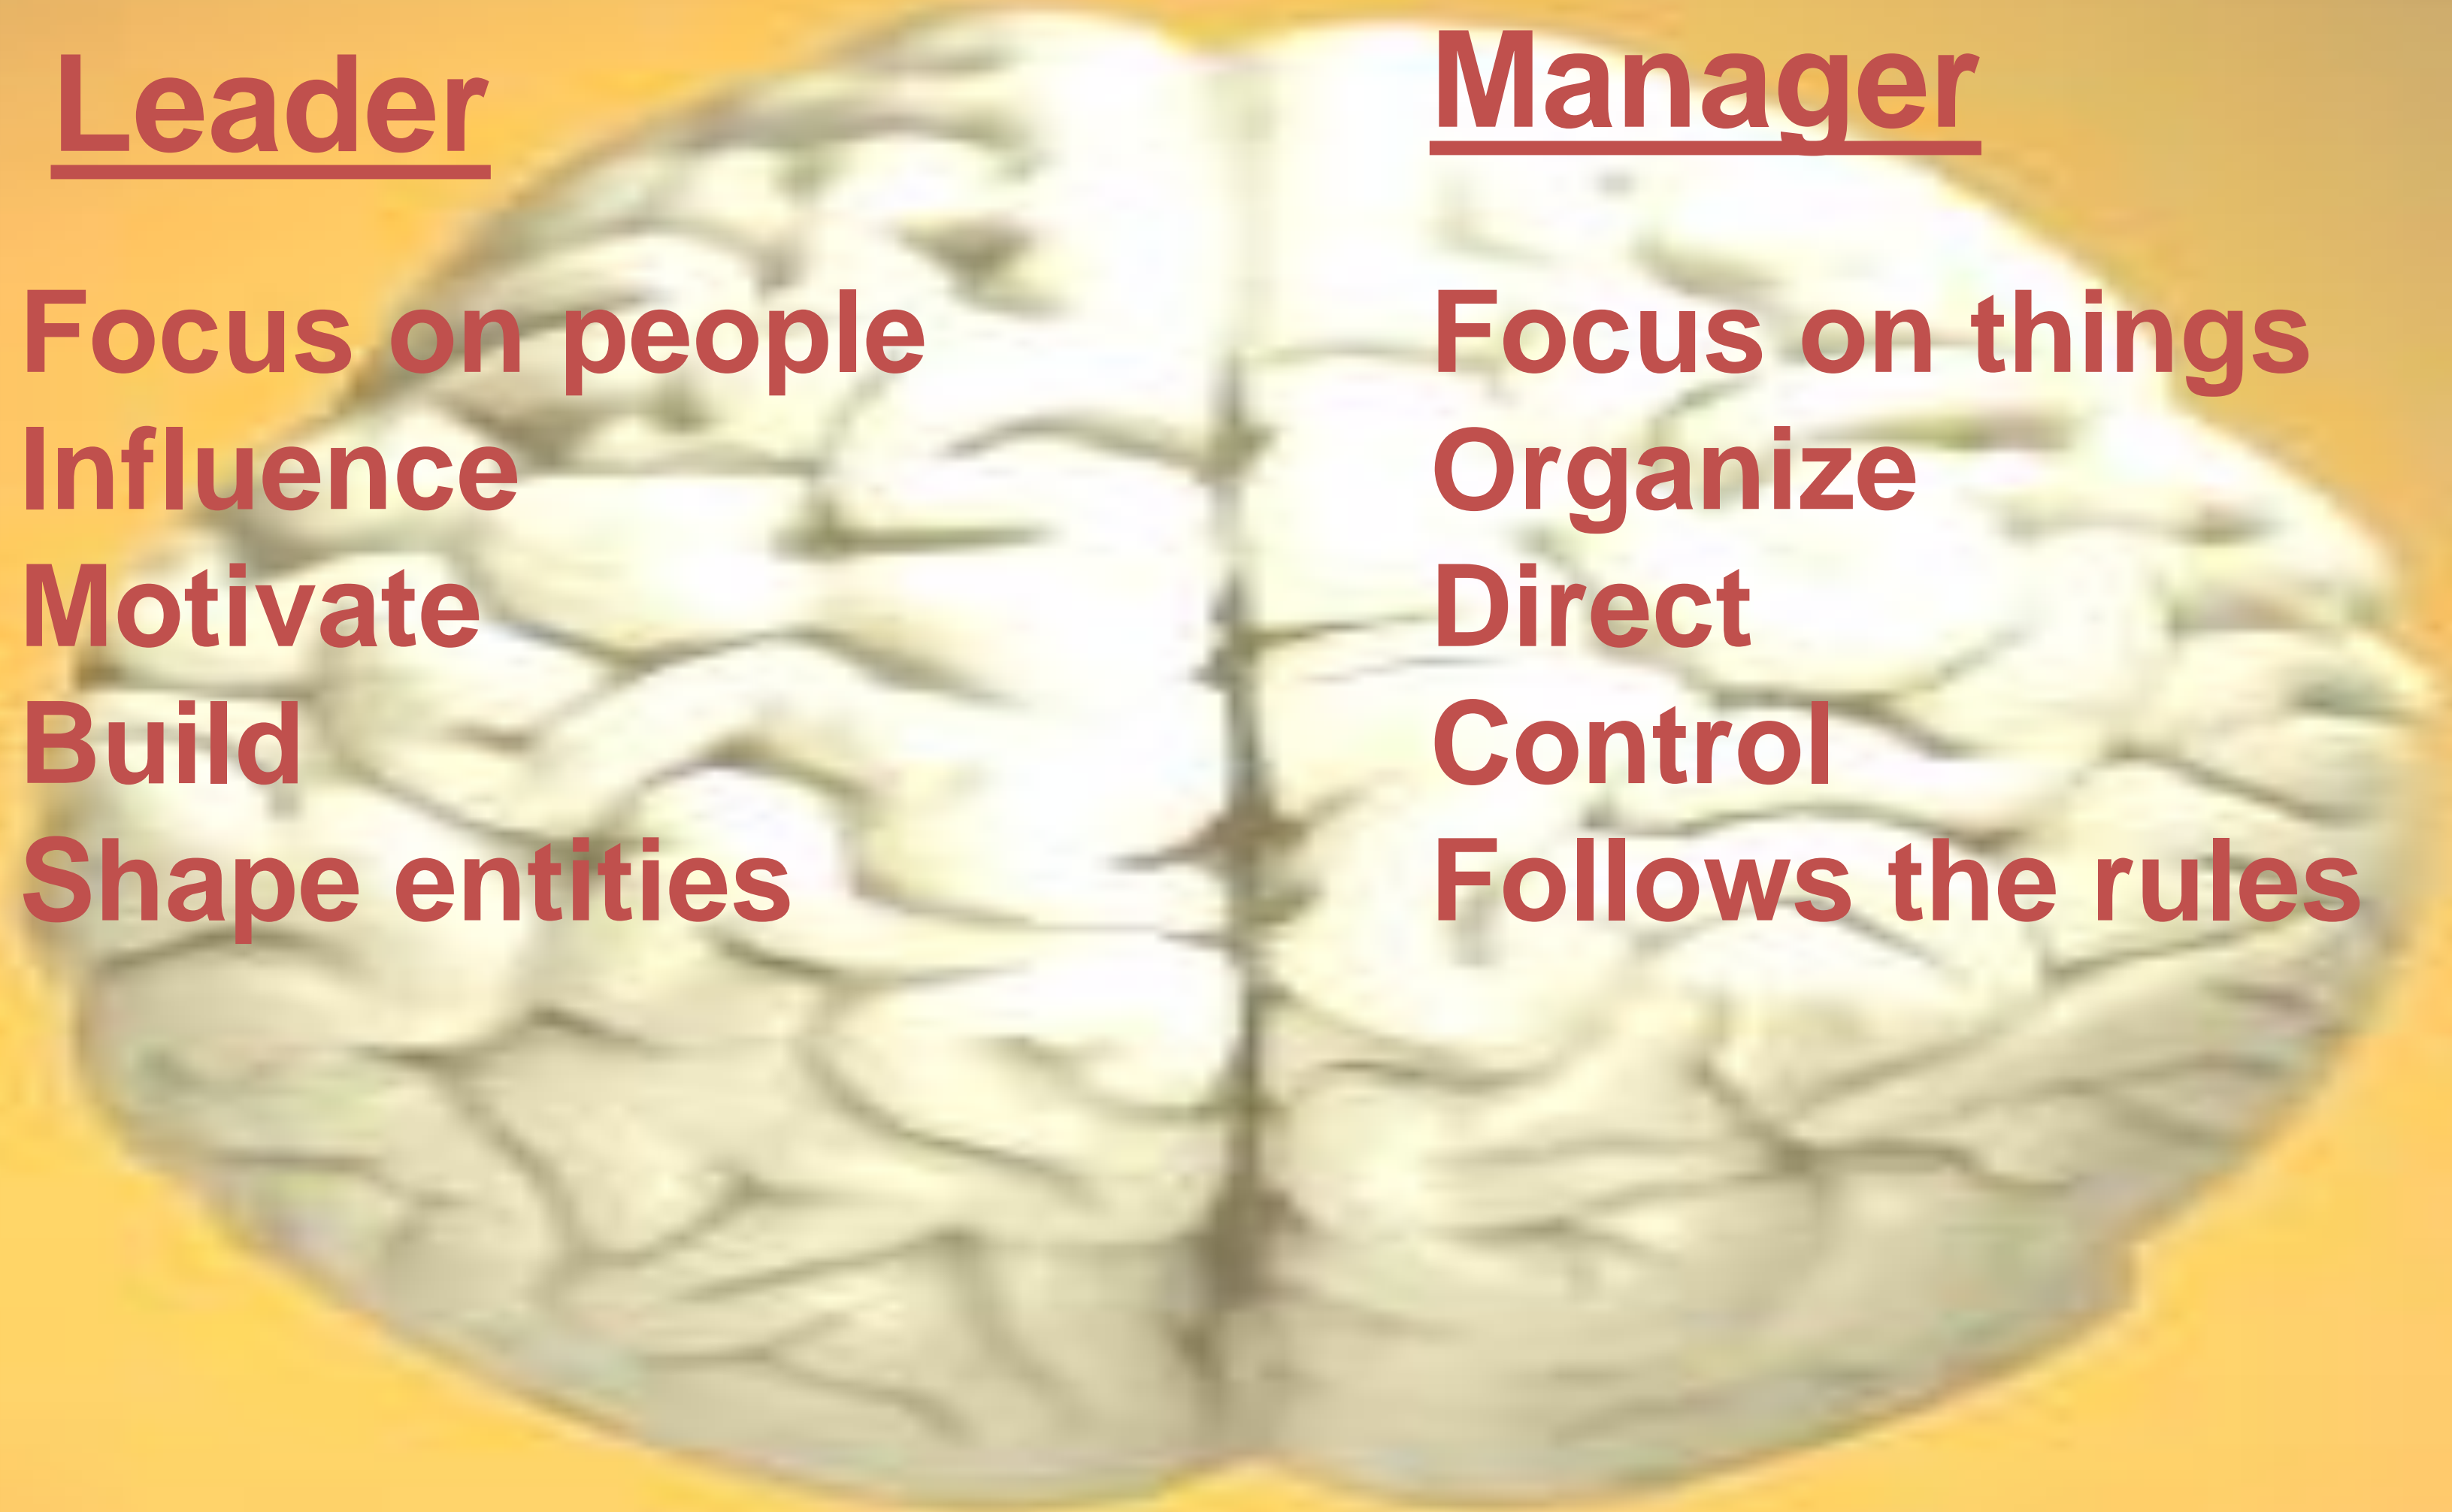 Leader
Focus on people
Influence
Motivate
Build
Shape entities
Manager
Focus on things
Organize
Direct
Control
Follows the rules